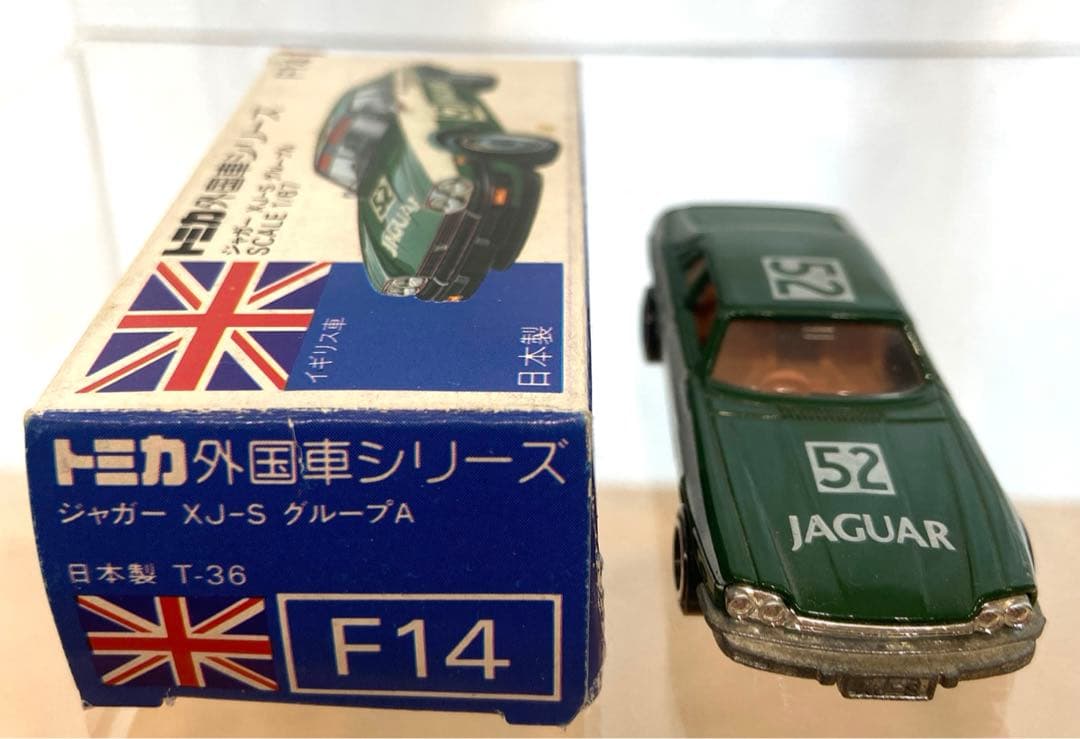 トミカ外国車シリーズ
ジャガー XJ-S グループA
SCALE 1/67
52
JAGUAR
イギリス車
日本製
トミカ外国車シリーズ
ジャガー XJ-S グループA
日本製 T-36
F14
52
52
JAGUAR